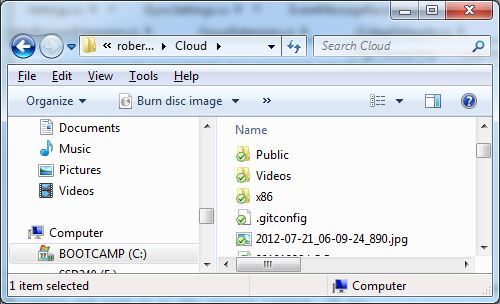 « rober... ▸ Cloud ▸
Search Cloud
File Edit View Tools Help
Organize Burn disc image »
Documents
Music
Pictures
Videos
Computer
BOOTCAMP (C:)
Name
Public
Videos
x86
.gitconfig
2012-07-21_06-09-24_890.jpg
1 item selected
Computer